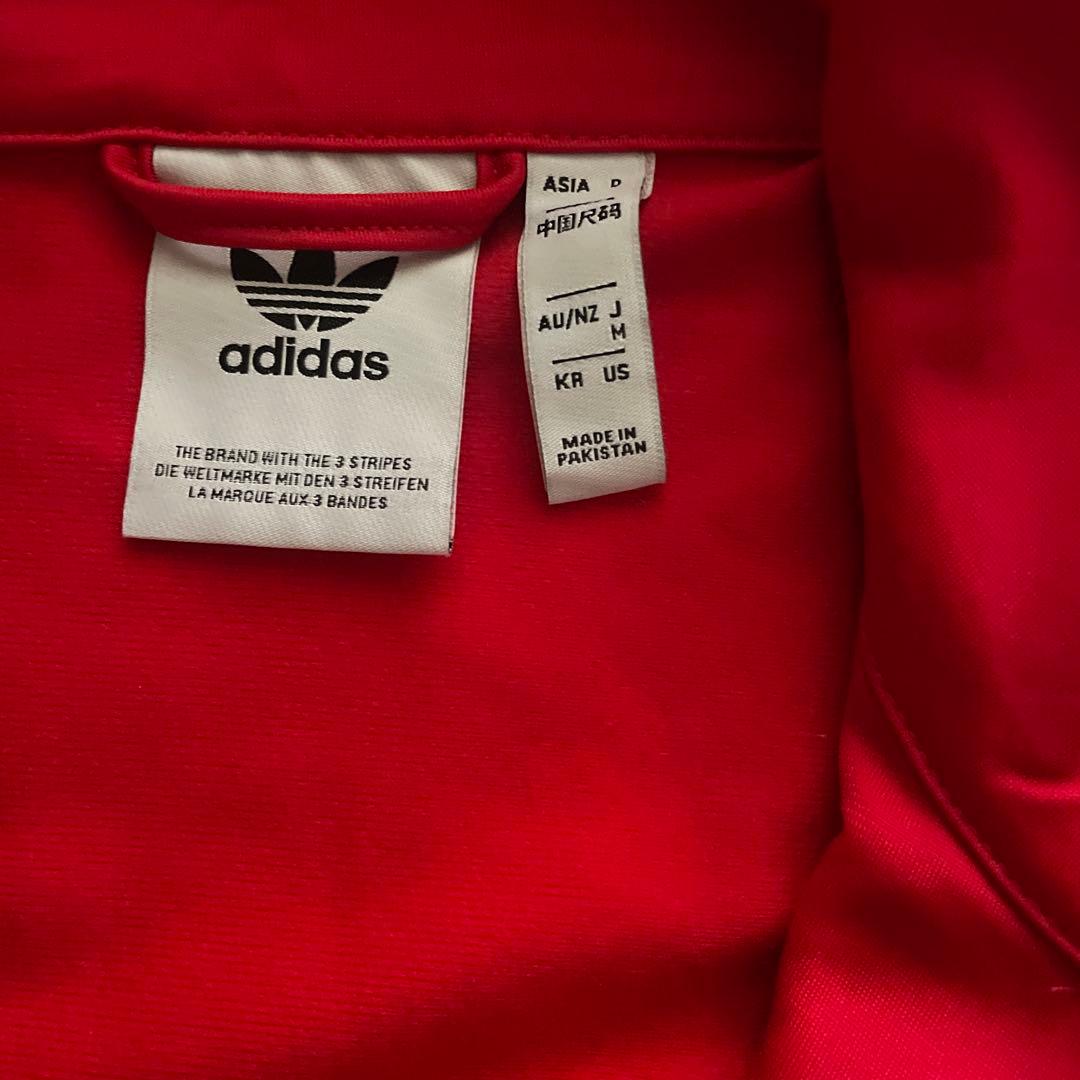 adidas
THE BRAND WITH THE 3 STRIPES
DIE WELTMARKE MIT DEN 3 STREIFEN
LA MARQUE AUX 3 BANDES
ASIA D
中国尺码
AU/NZ J
M
KR US
MADE IN
PAKISTAN